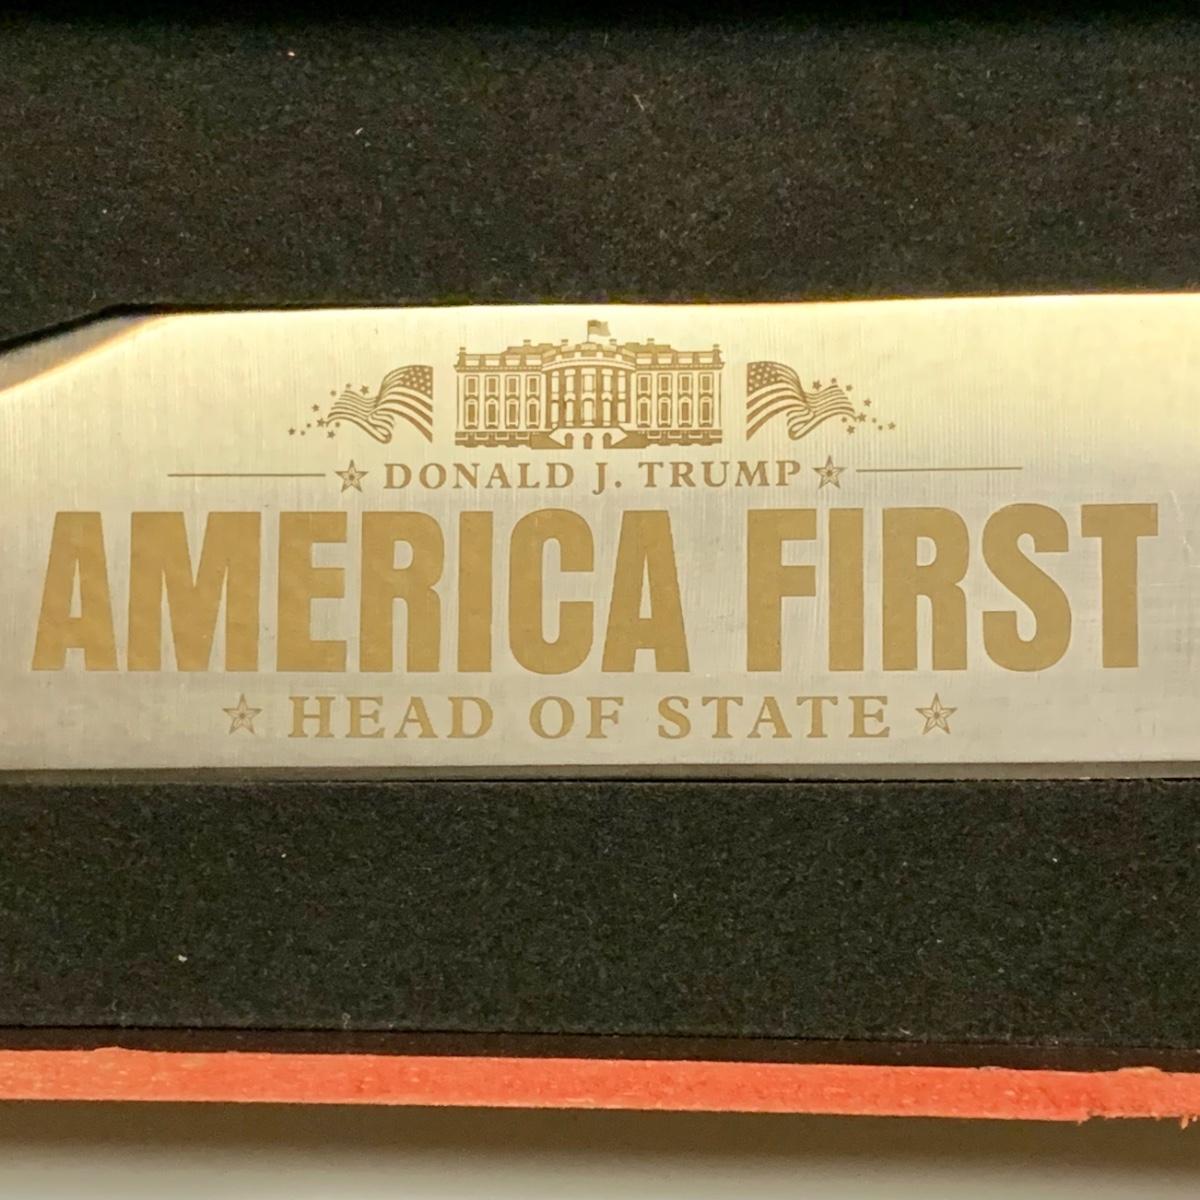 DONALD J. TRUMP
AMERICA FIRST
HEAD OF STATE